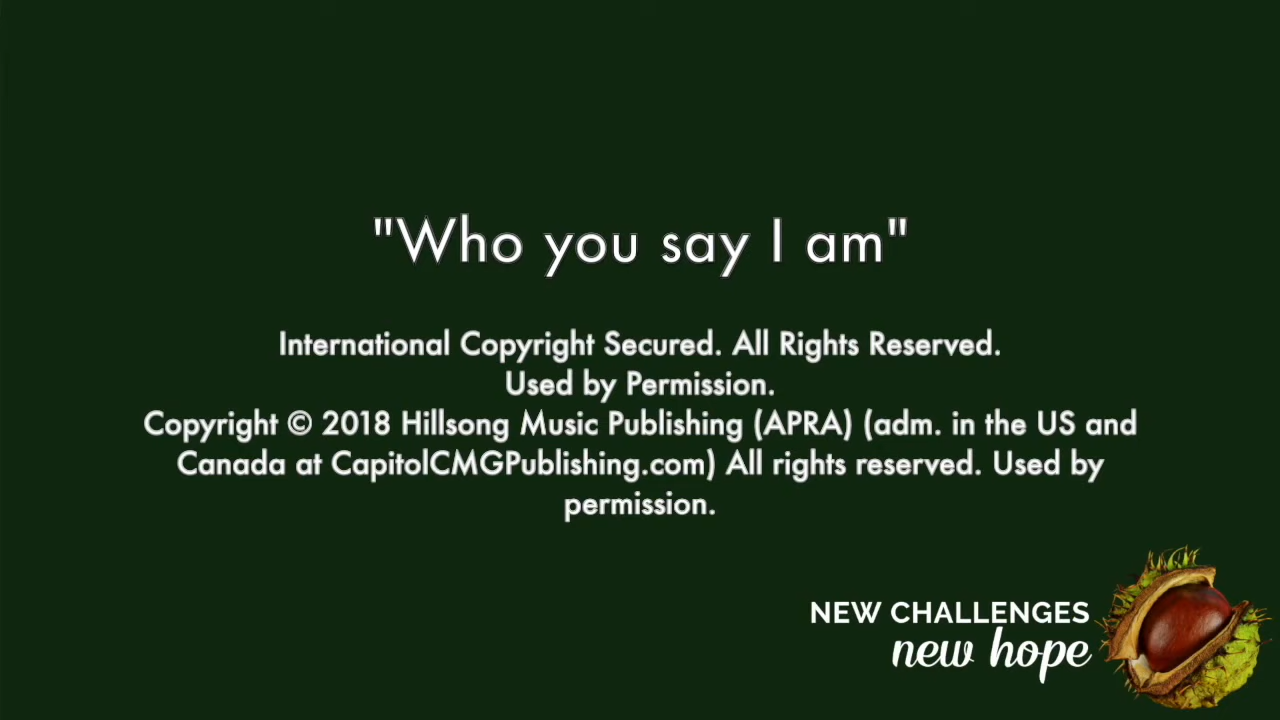 "Who you say I am"
International Copyright Secured. All Rights Reserved.
Used by Permission.
Copyright © 2018 Hillsong Music Publishing (APRA) (adm. in the US and
Canada at CapitolCMGPublishing.com) All rights reserved. Used by
permission.
NEW CHALLENGES
new hope